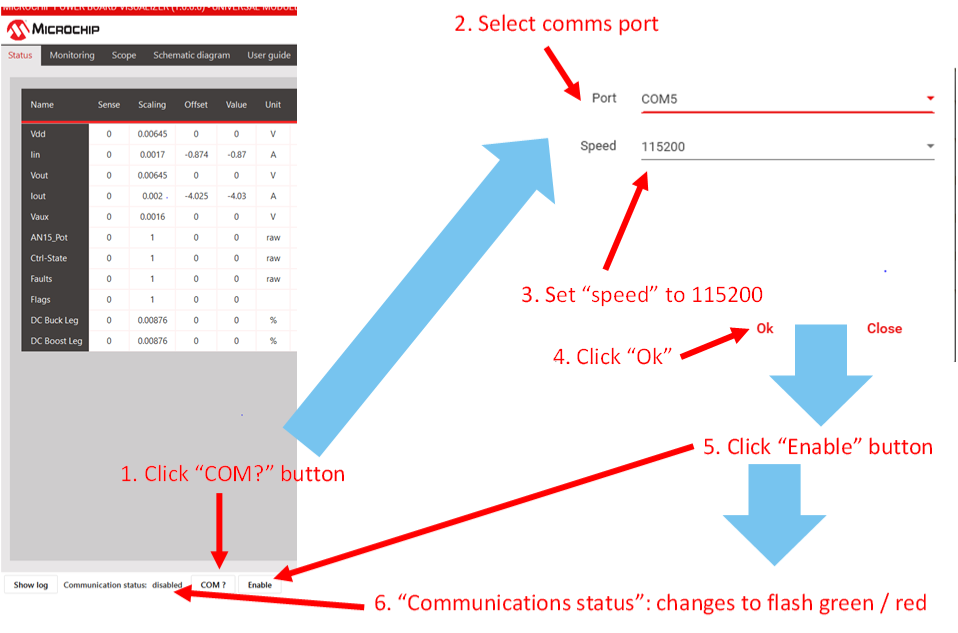 MICROCHIP POWER BOARD VISUALIZER (1.0.0.0) - UNIVERSAL MODULE
MICROCHIP
Status Monitoring Scope Schematic diagram User guide
Name Sense Scaling Offset Value Unit
Vdd 0 0.00645 0 0 V
Iin 0 0.0017 -0.874 -0.87 A
Vout 0 0.00645 0 0 V
Iout 0 0.002 -4.025 -4.03 A
Vaux 0 0.0016 0 0 V
AN15_Pot 0 1 0 0 raw
Ctrl-State 0 1 0 0 raw
Faults 0 1 0 0 raw
Flags 0 1 0 0
DC Buck Leg 0 0.00876 0 0 %
DC Boost Leg 0 0.00876 0 0 %
1. Click “COM?” button
Show log Communication status: disabled COM ? Enable
2. Select comms port
Port COM5
Speed 115200
3. Set “speed” to 115200
Ok Close
4. Click “Ok”
5. Click “Enable” button
6. “Communications status”: changes to flash green / red